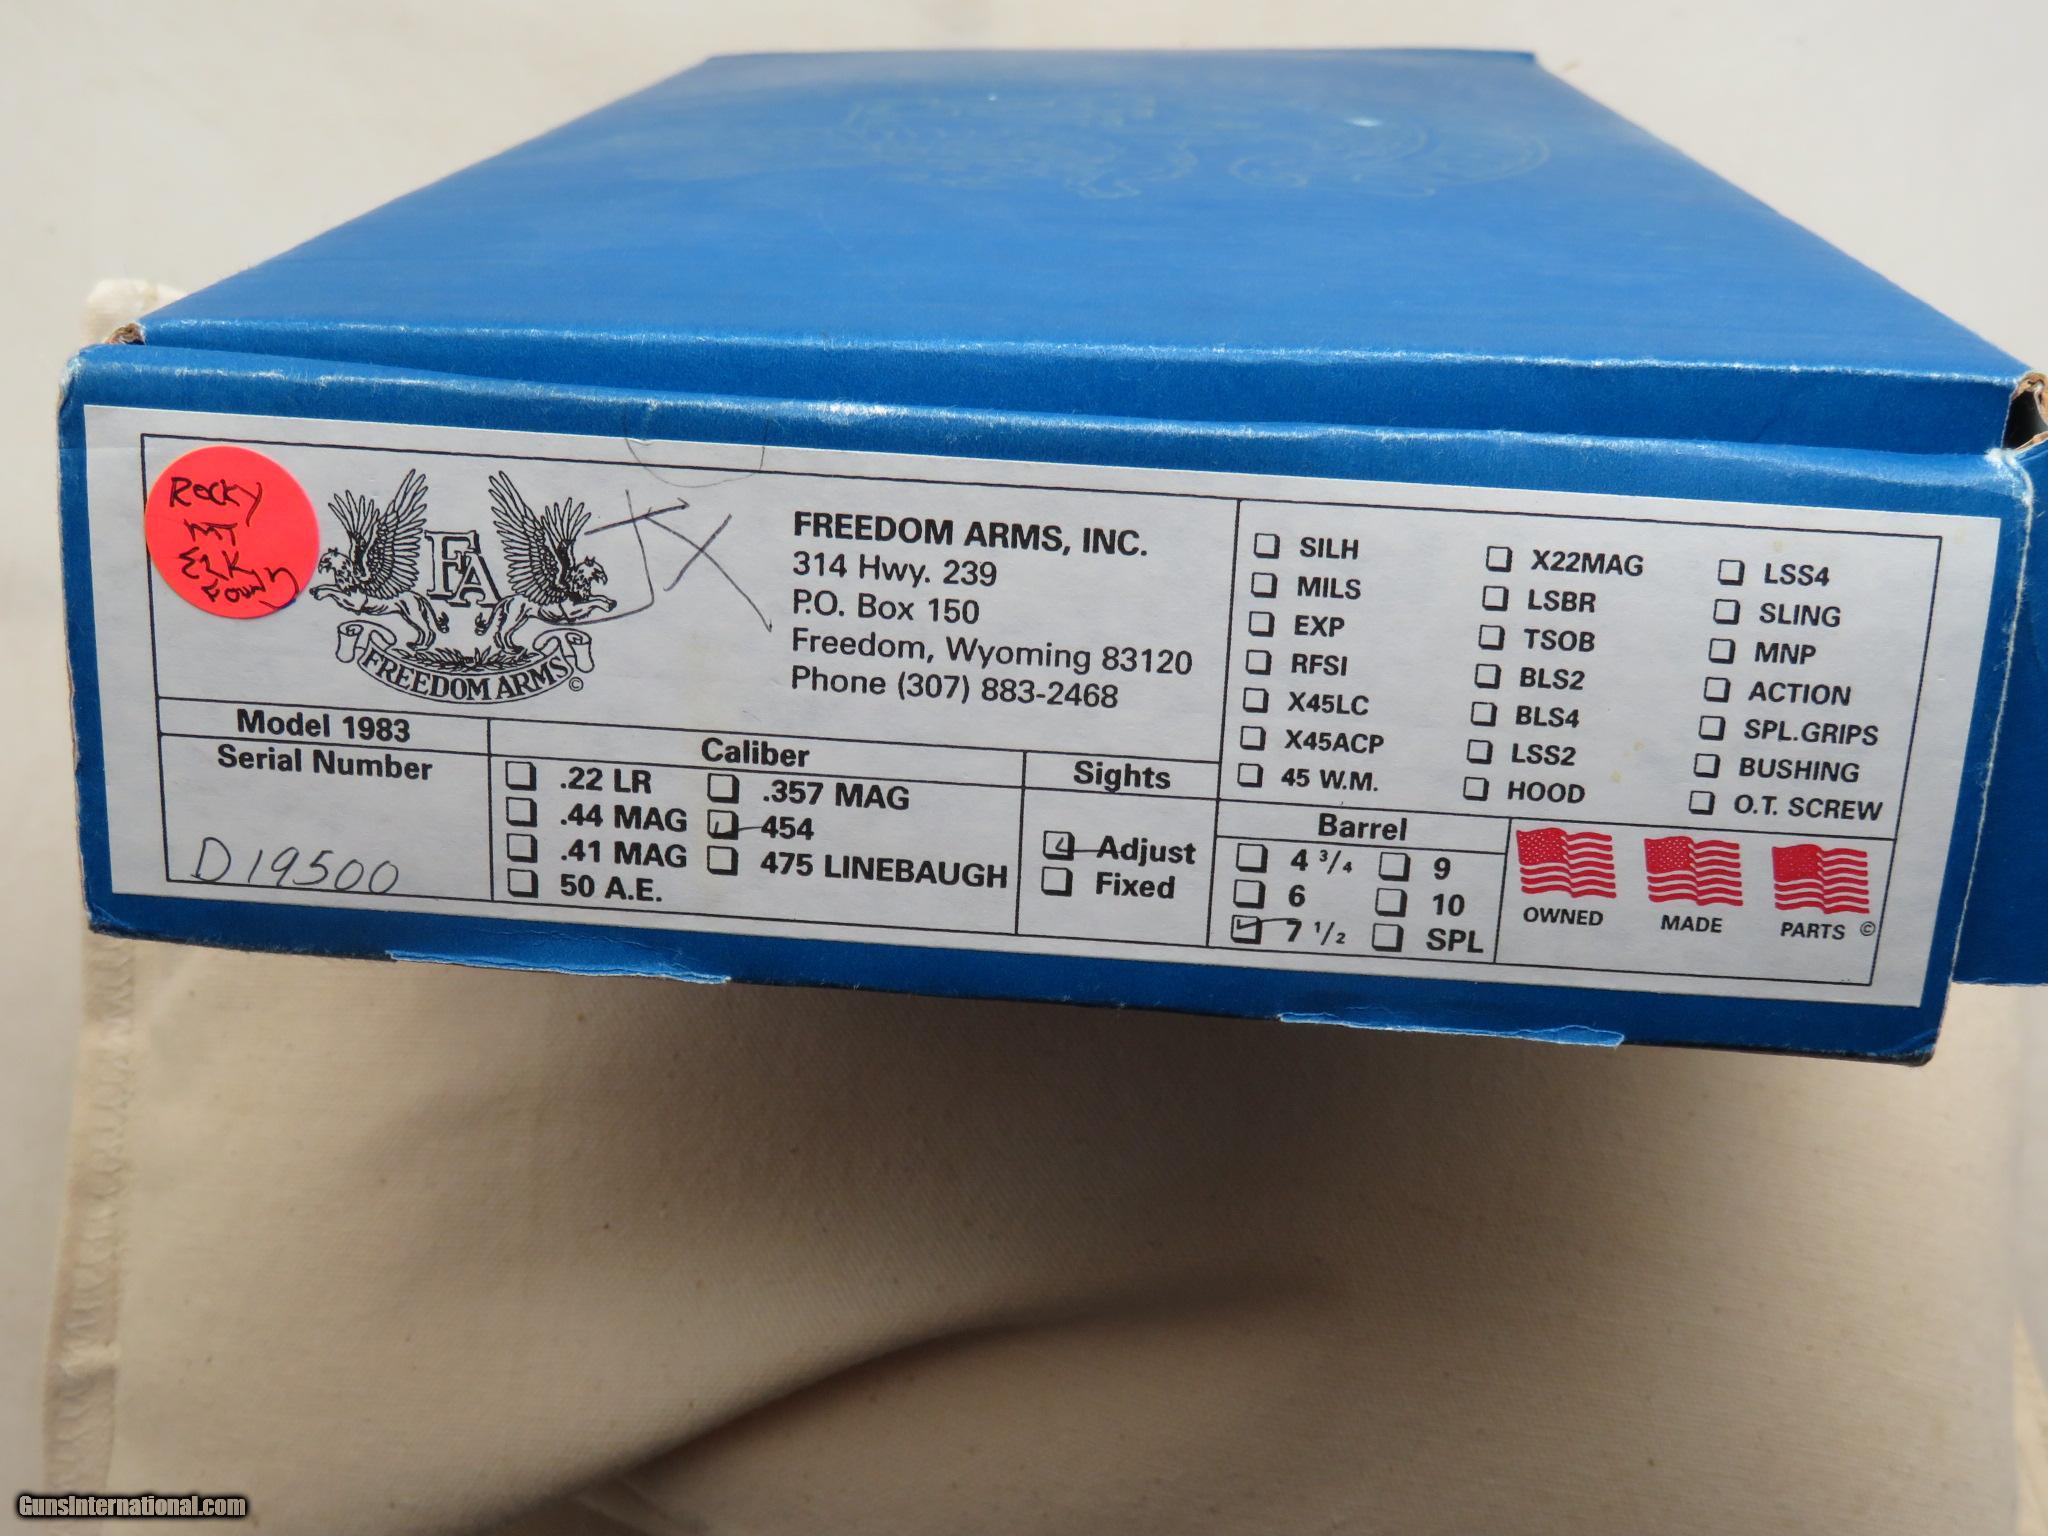 Rocky
MT
ELK
Foundn
FA
FREEDOM ARMS©
FREEDOM ARMS, INC.
314 Hwy. 239
P.O. Box 150
Freedom, Wyoming 83120
Phone (307) 883-2468
SILH
MILS
EXP
RFSI
X45LC
X45ACP
45 W.M.
X22MAG
LSBR
TSOB
BLS2
BLS4
LSS2
HOOD
LSS4
SLING
MNP
ACTION
SPL.GRIPS
BUSHING
O.T. SCREW
Model 1983
Serial Number
D19500
Caliber
.22 LR
.44 MAG
.41 MAG
50 A.E.
.357 MAG
454
475 LINEBAUGH
Sights
Adjust
Fixed
Barrel
4 3/4
6
7 1/2
9
10
SPL
OWNED
MADE
PARTS ©
GunsInternational.com